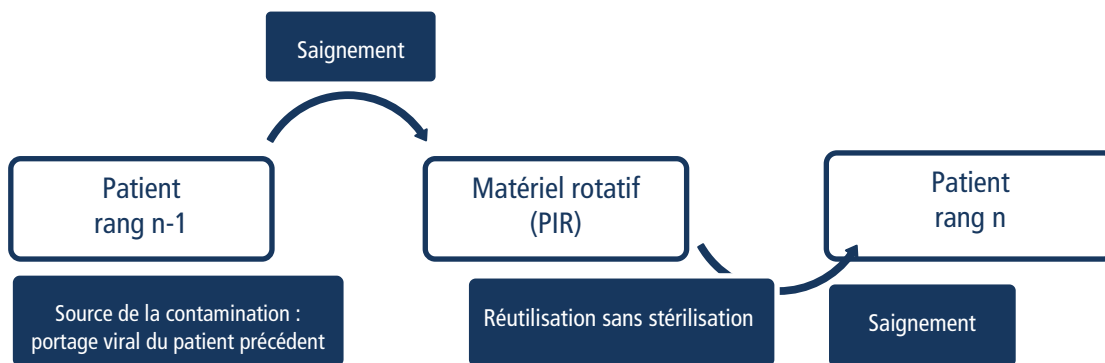 Saignement
Patient
rang n-1
Matériel rotatif
(PIR)
Patient
rang n
Source de la contamination :
portage viral du patient précédent
Réutilisation sans stérilisation
Saignement